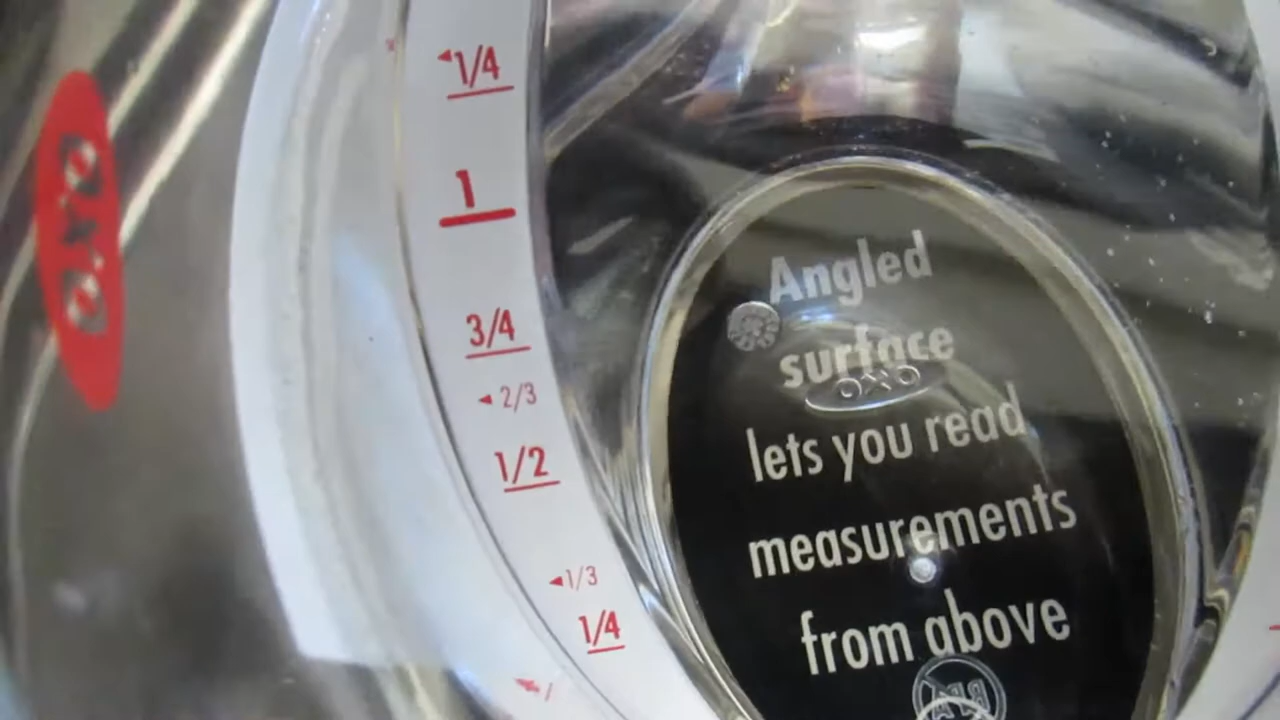 OXO
1/4
1
3/4
2/3
1/2
1/3
1/4
Angled
surface
OXO
lets you read
measurements
from above